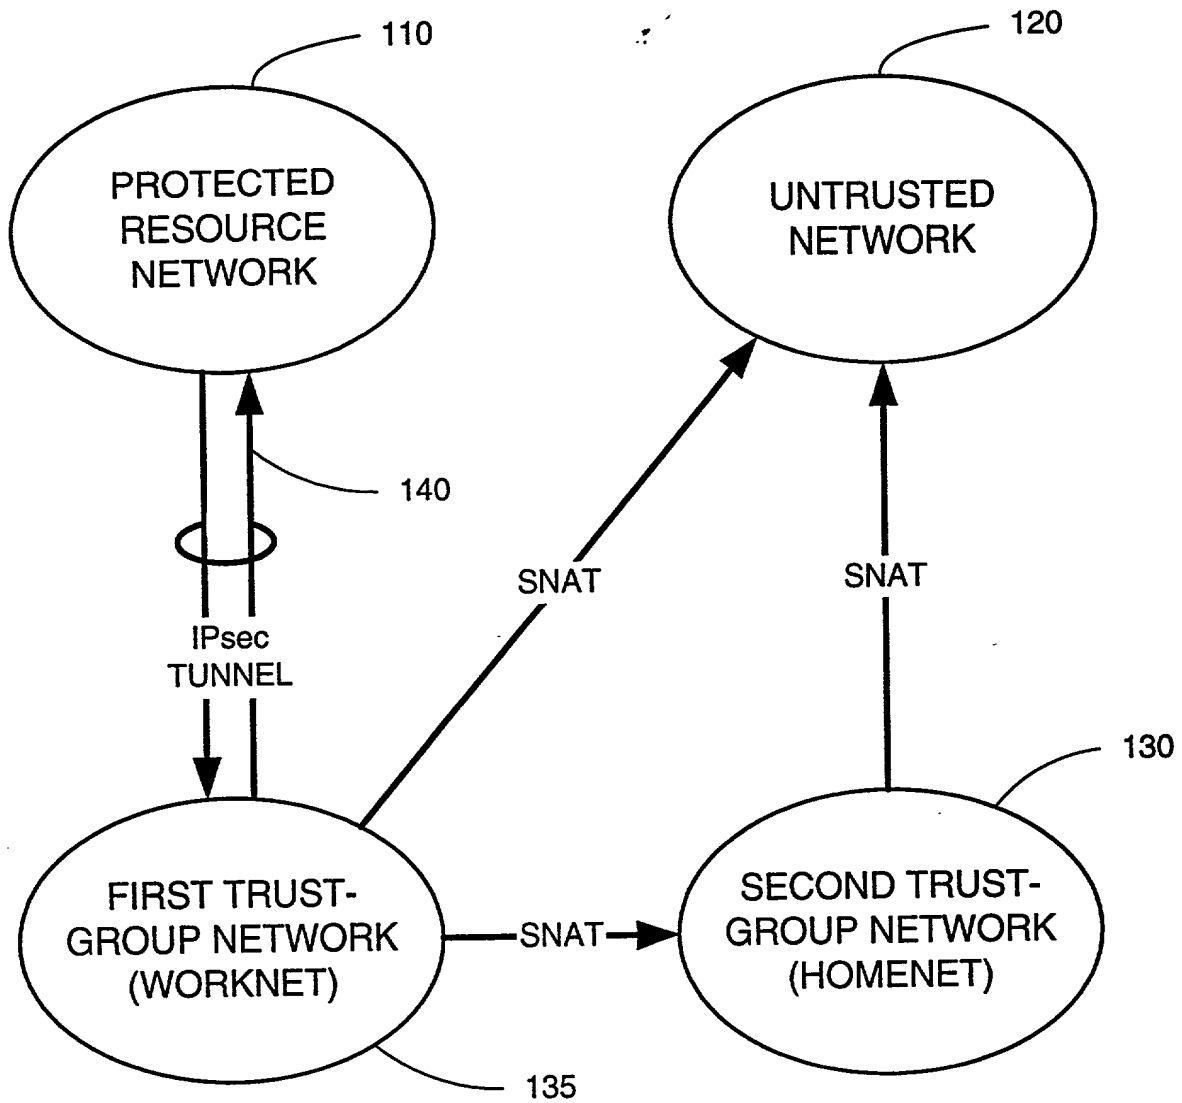 110
120
PROTECTED
RESOURCE
NETWORK
UNTRUSTED
NETWORK
140
SNAT
SNAT
IPsec
TUNNEL
130
FIRST TRUST-
GROUP NETWORK
(WORKNET)
SNAT
SECOND TRUST-
GROUP NETWORK
(HOMENET)
135